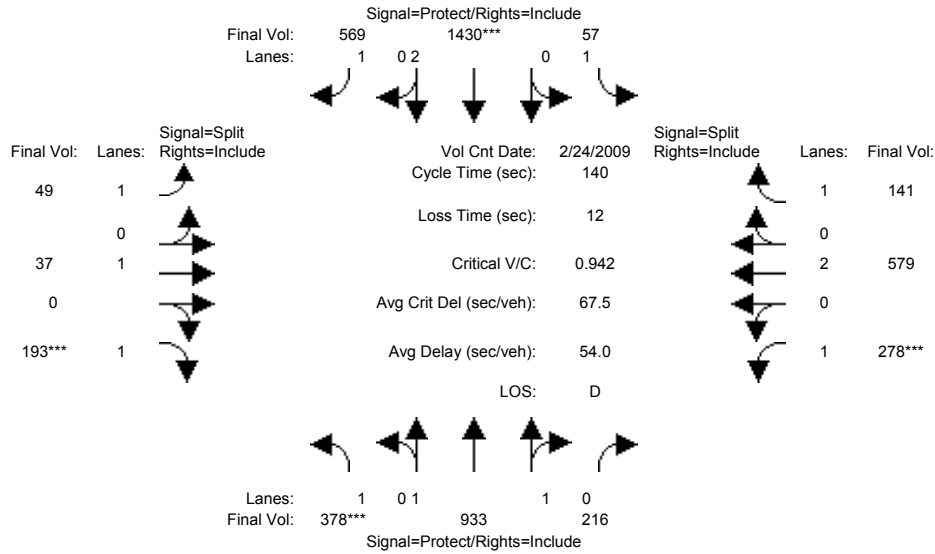 Signal=Protect/Rights=Include
Final Vol: 569 1430*** 57
Lanes: 1 0 2 0 1
Signal=Split
Final Vol: Lanes: Rights=Include
Vol Cnt Date: 2/24/2009
Signal=Split
Rights=Include Lanes: Final Vol:
Cycle Time (sec): 140
49 1
1 141
Loss Time (sec): 12
0
0
37 1
Critical V/C: 0.942
2 579
0 0
Avg Crit Del (sec/veh): 67.5
0
193*** 1
Avg Delay (sec/veh): 54.0
1 278***
LOS: D
Lanes: 1 0 1 1 0
Final Vol: 378*** 933 216
Signal=Protect/Rights=Include